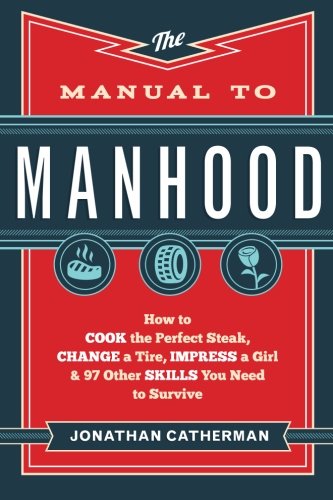 The
MANUAL TO
MANHOOD
How to
COOK the Perfect Steak,
CHANGE a Tire, IMPRESS a Girl
& 97 Other SKILLS You Need
to Survive
JONATHAN CATHERMAN